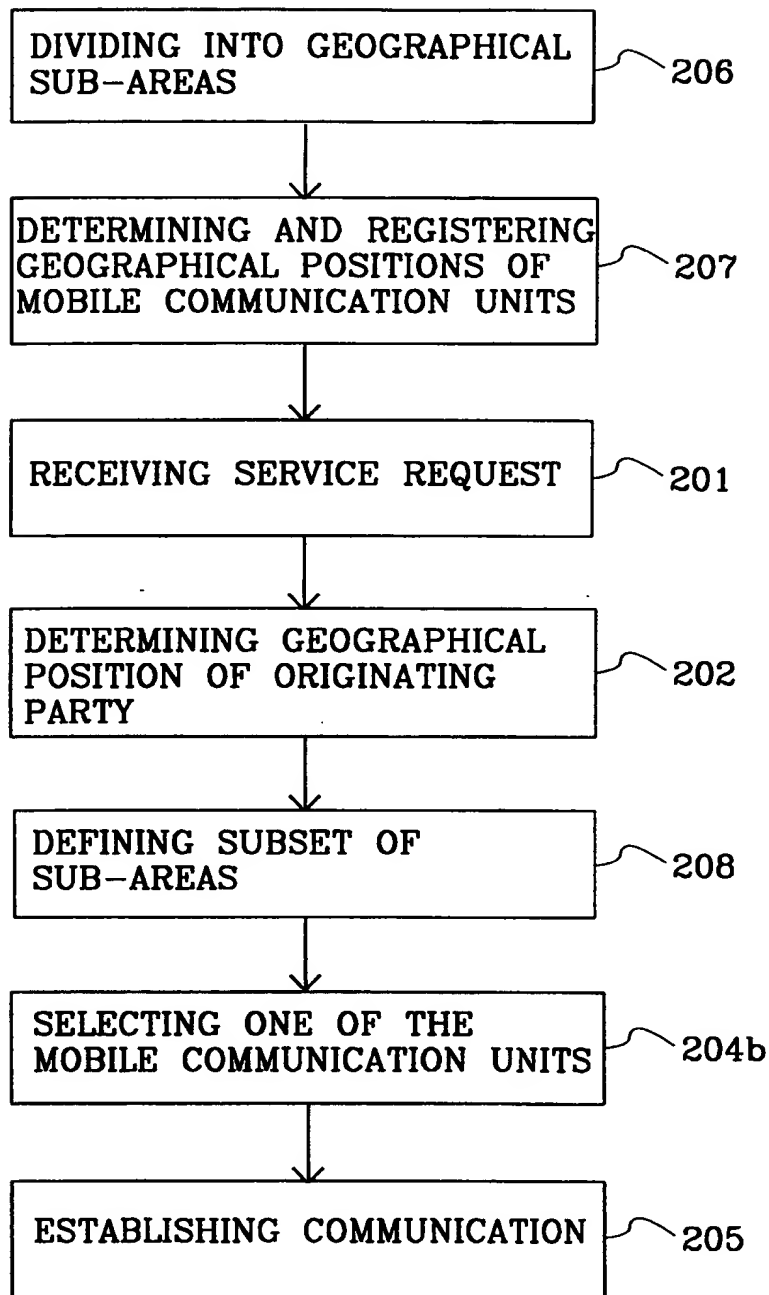 DIVIDING INTO GEOGRAPHICAL
SUB-AREAS
206
DETERMINING AND REGISTERING
GEOGRAPHICAL POSITIONS OF
MOBILE COMMUNICATION UNITS
207
RECEIVING SERVICE REQUEST
201
DETERMINING GEOGRAPHICAL
POSITION OF ORIGINATING
PARTY
202
DEFINING SUBSET OF
SUB-AREAS
208
SELECTING ONE OF THE
MOBILE COMMUNICATION UNITS
204b
ESTABLISHING COMMUNICATION
205